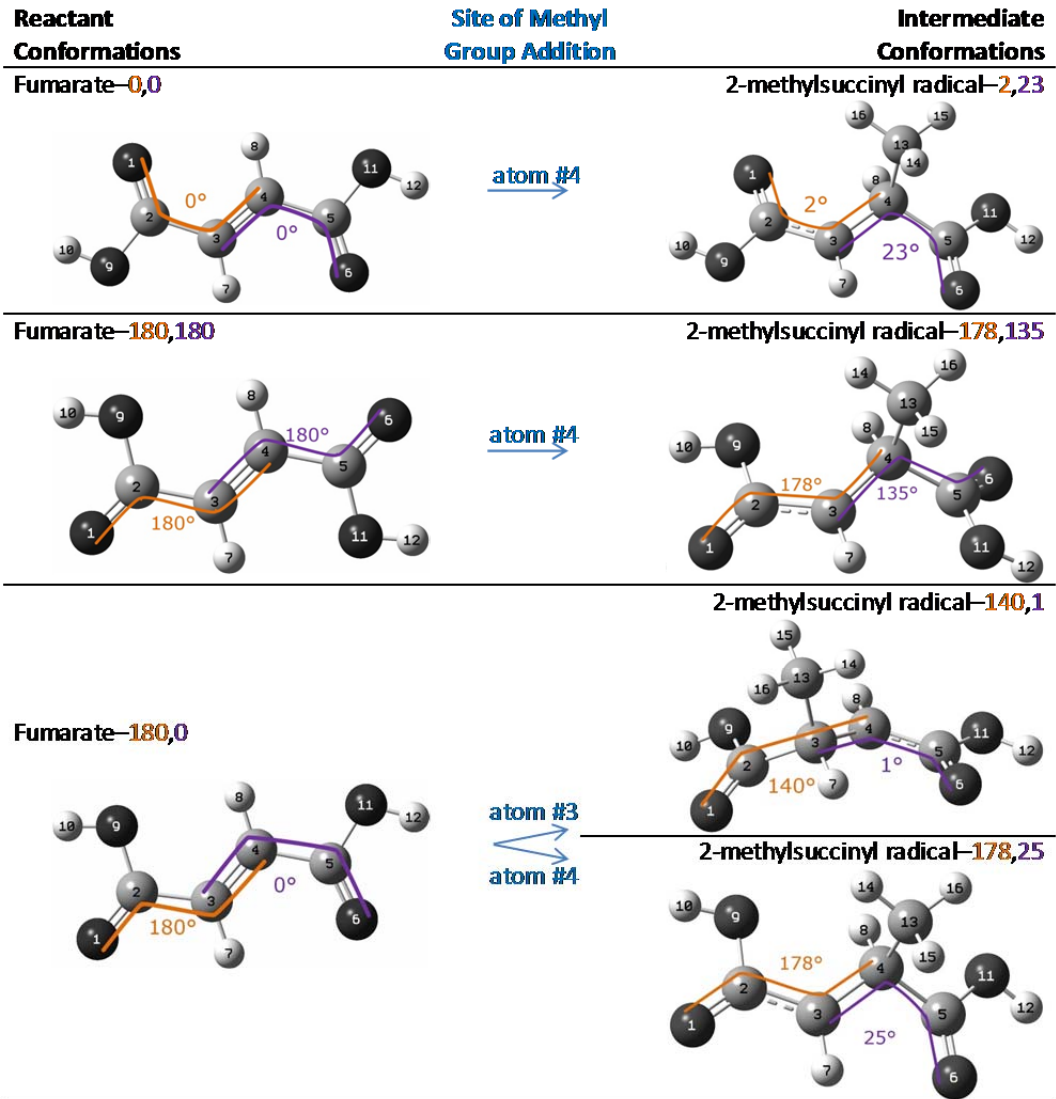 Reactant Conformations
Site of Methyl Group Addition
Intermediate Conformations
Fumarate–0,0
2-methylsuccinyl radical–2,23
1 2 3 4 5 6 7 8 9 10 11 12
0°
0°
atom #4
1 2 3 4 5 6 7 8 9 10 11 12 13 14 15 16
2°
23°
Fumarate–180,180
2-methylsuccinyl radical–178,135
1 2 3 4 5 6 7 8 9 10 11 12
180°
180°
atom #4
1 2 3 4 5 6 7 8 9 10 11 12 13 14 15 16
178°
135°
2-methylsuccinyl radical–140,1
1 2 3 4 5 6 7 8 9 10 11 12 13 14 15 16
140°
1°
Fumarate–180,0
1 2 3 4 5 6 7 8 9 10 11 12
180°
0°
atom #3
atom #4
2-methylsuccinyl radical–178,25
1 2 3 4 5 6 7 8 9 10 11 12 13 14 15 16
178°
25°